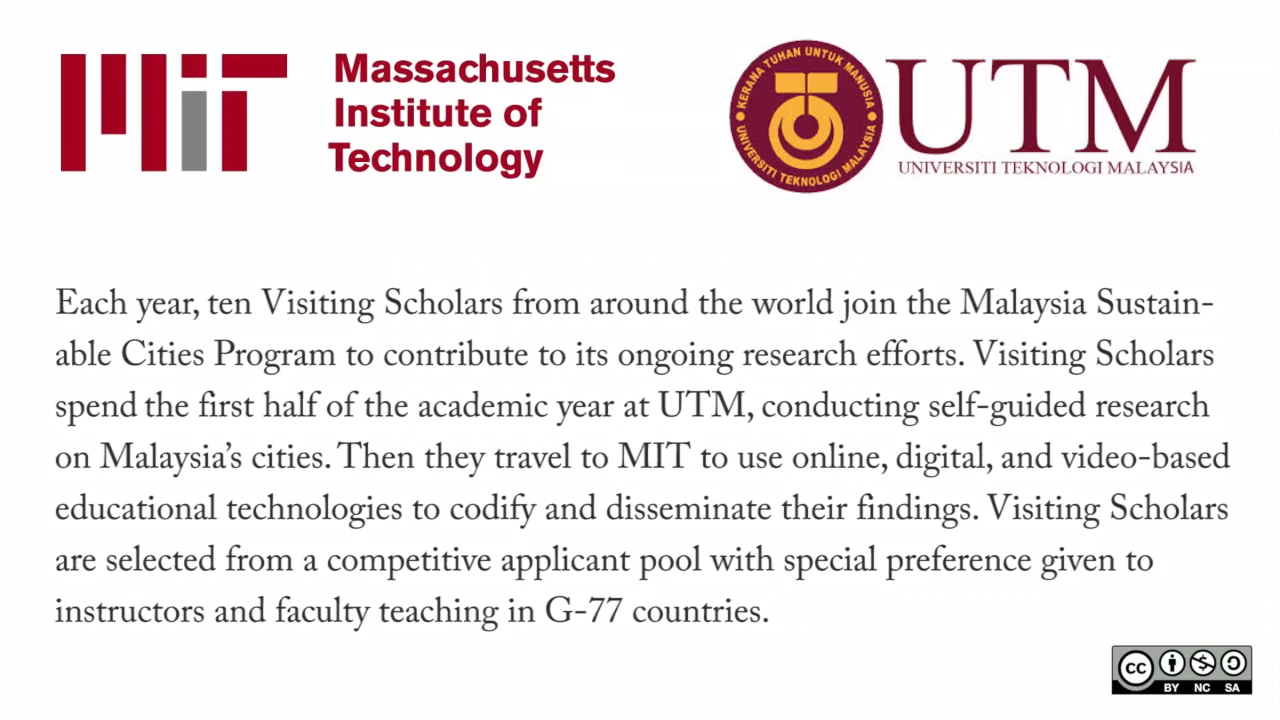 MIT
Massachusetts
Institute of
Technology
KERANA TUHAN UNTUK MANUSIA
UNIVERSITI TEKNOLOGI MALAYSIA
UTM
UNIVERSITI TEKNOLOGI MALAYSIA
Each year, ten Visiting Scholars from around the world join the Malaysia Sustain-
able Cities Program to contribute to its ongoing research efforts. Visiting Scholars
spend the first half of the academic year at UTM, conducting self-guided research
on Malaysia’s cities. Then they travel to MIT to use online, digital, and video-based
educational technologies to codify and disseminate their findings. Visiting Scholars
are selected from a competitive applicant pool with special preference given to
instructors and faculty teaching in G-77 countries.
cc
BY NC SA